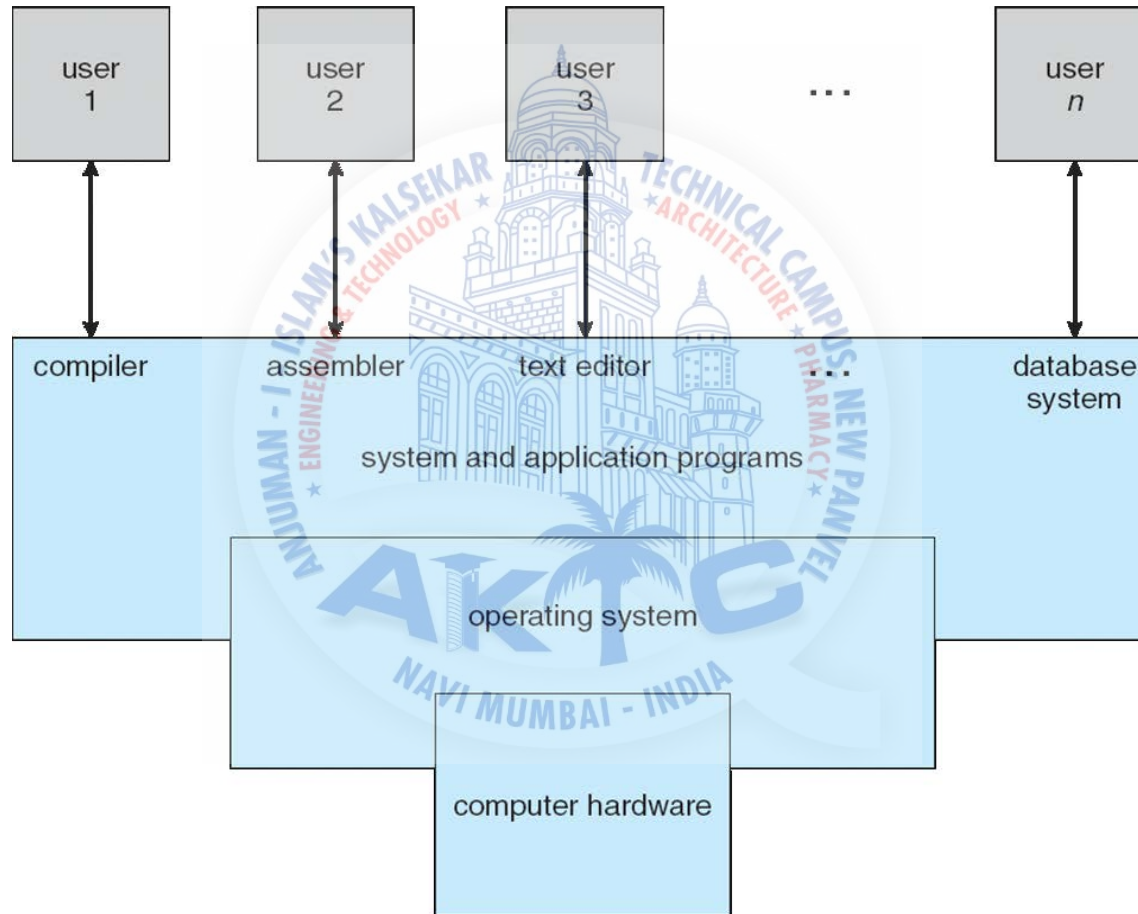 user
1
user
2
user
3
...
user
n
compiler
assembler
text editor
...
database
system
system and application programs
operating system
computer hardware
ANJUMAN - I ISLAM'S KALSEKAR TECHNICAL CAMPUS, NEW PANVEL
★ ENGINEERING & TECHNOLOGY ★ ★ ARCHITECTURE ★ PHARMACY ★
AKTC
NAVI MUMBAI - INDIA